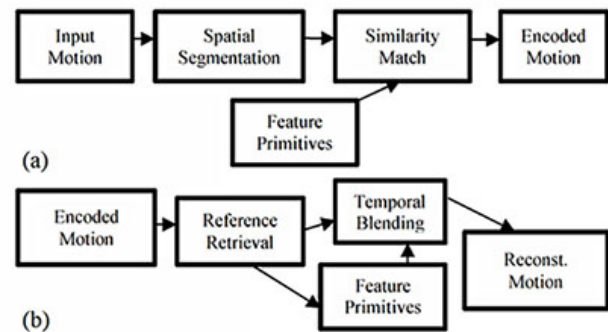 Input
Motion
Spatial
Segmentation
Similarity
Match
Encoded
Motion
Feature
Primitives
(a)
Encoded
Motion
Reference
Retrieval
Temporal
Blending
Feature
Primitives
Reconst.
Motion
(b)